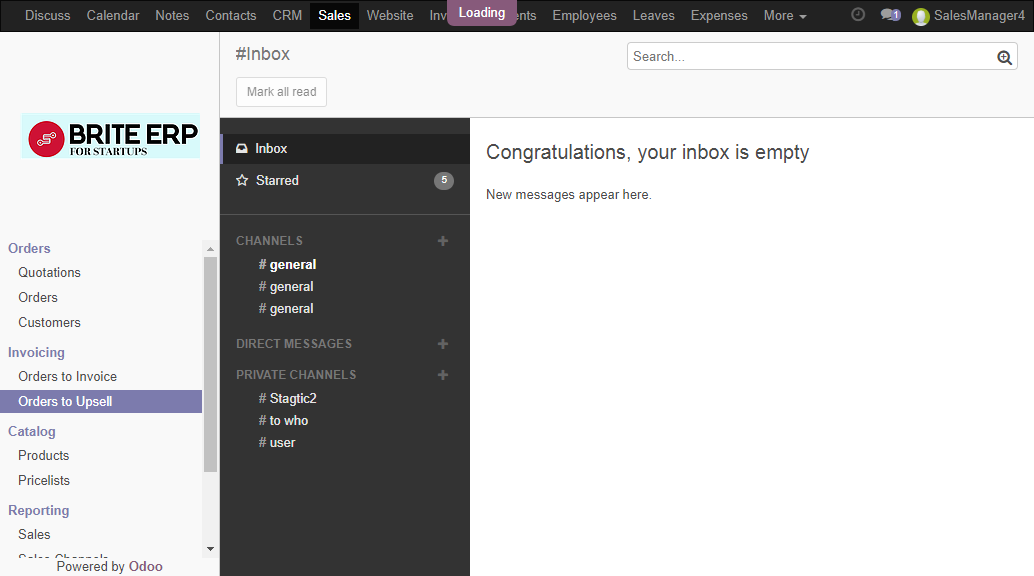 Discuss Calendar Notes Contacts CRM Sales Website Inv Loading nts Employees Leaves Expenses More 1 SalesManager4
#Inbox
Search...
Mark all read
BRITE ERP
FOR STARTUPS
Orders
Quotations
Orders
Customers
Invoicing
Orders to Invoice
Orders to Upsell
Catalog
Products
Pricelists
Reporting
Sales
Sales Channels
Powered by Odoo
Inbox
Starred 5
CHANNELS
# general
# general
# general
DIRECT MESSAGES
PRIVATE CHANNELS
# Stagtic2
# to who
# user
Congratulations, your inbox is empty
New messages appear here.